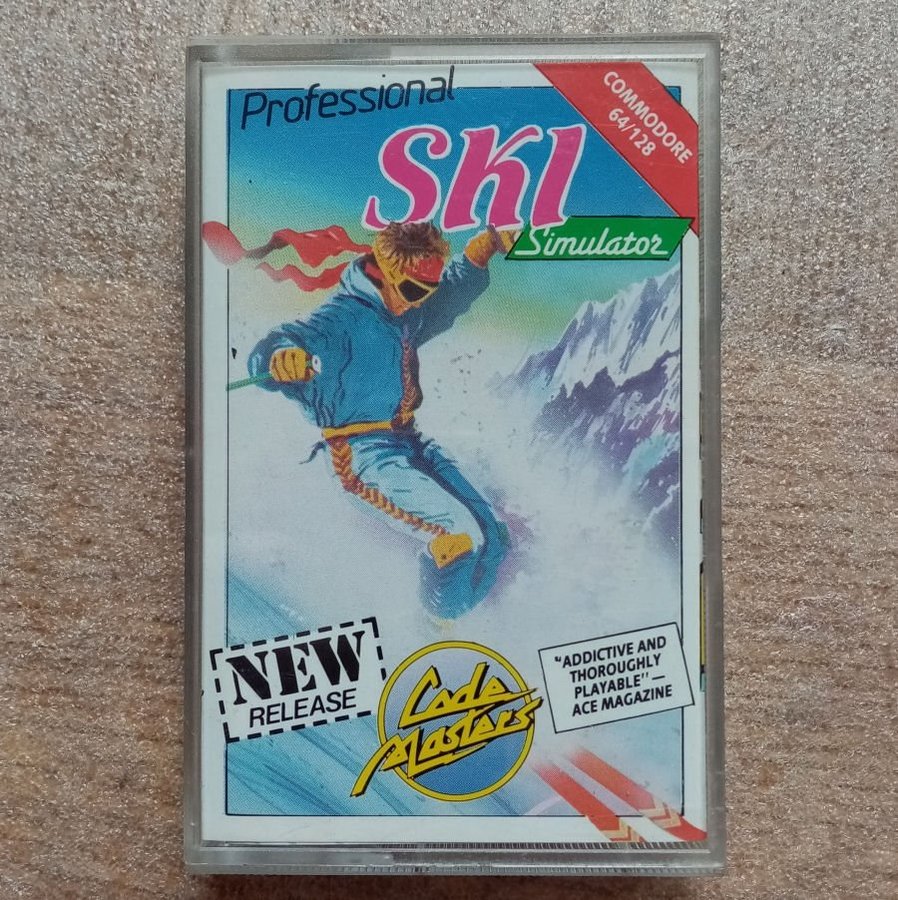 Professional
COMMODORE
64/128
SKI
Simulator
NEW
RELEASE
Code
Masters
"ADDICTIVE AND
THOROUGHLY
PLAYABLE" —
ACE MAGAZINE